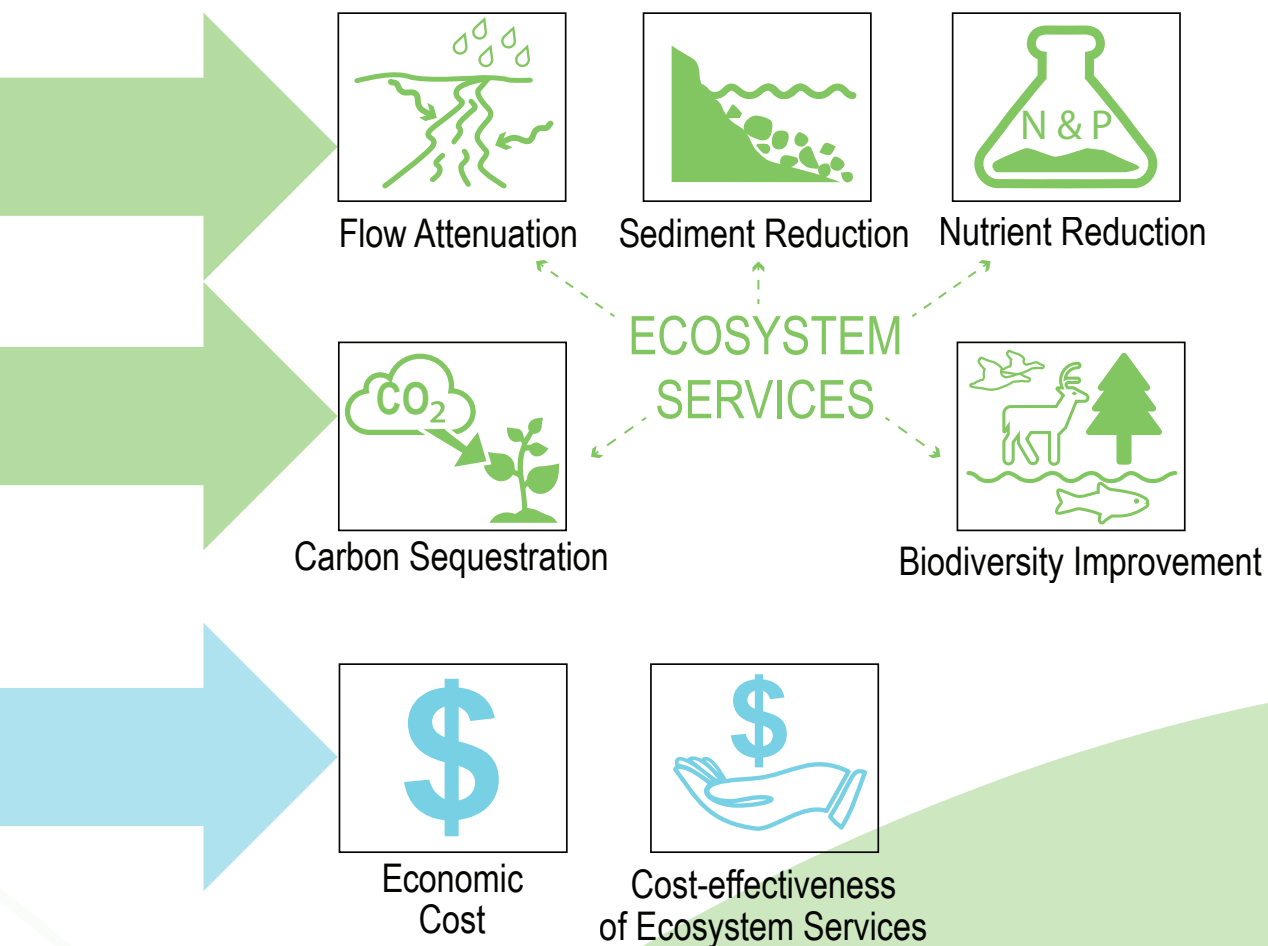 N & P
Flow Attenuation
Sediment Reduction
Nutrient Reduction
ECOSYSTEM
SERVICES
CO₂
Carbon Sequestration
Biodiversity Improvement
$
$
Economic
Cost
Cost-effectiveness
of Ecosystem Services